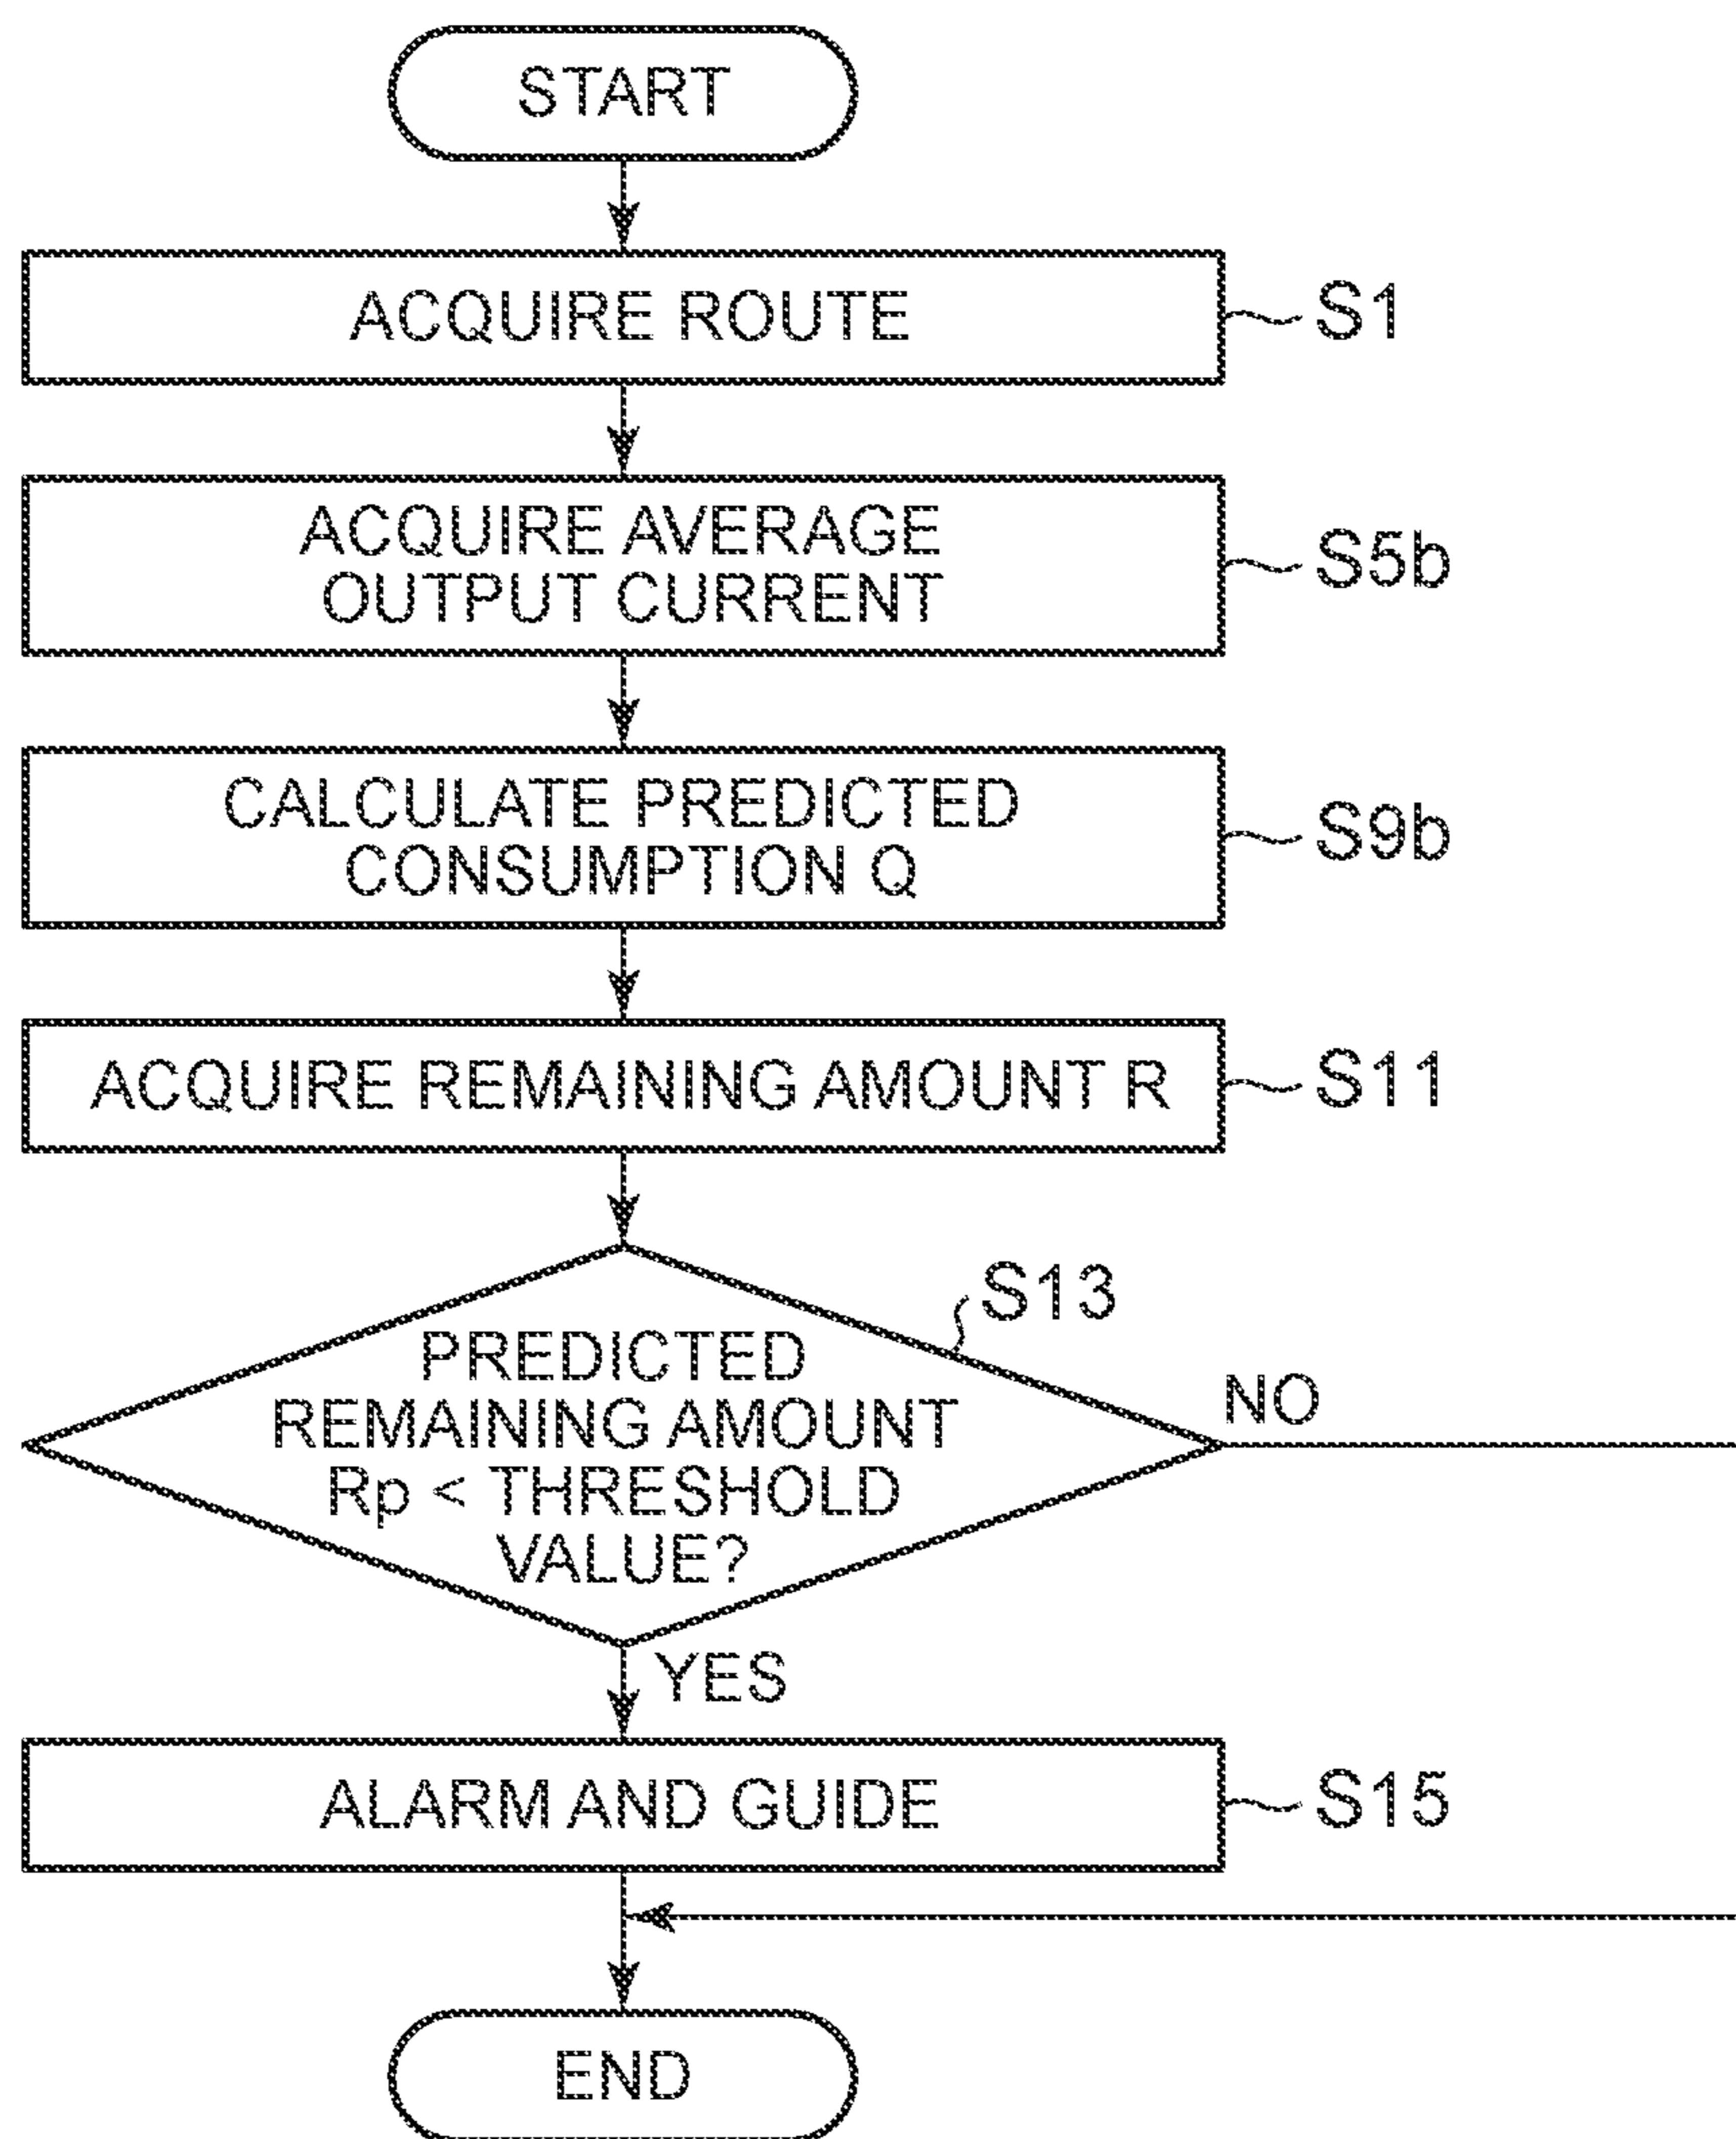 START
ACQUIRE ROUTE
S1
ACQUIRE AVERAGE
OUTPUT CURRENT
S5b
CALCULATE PREDICTED
CONSUMPTION Q
S9b
ACQUIRE REMAINING AMOUNT R
S11
S13
PREDICTED
REMAINING AMOUNT
Rp < THRESHOLD
VALUE?
NO
YES
ALARM AND GUIDE
S15
END